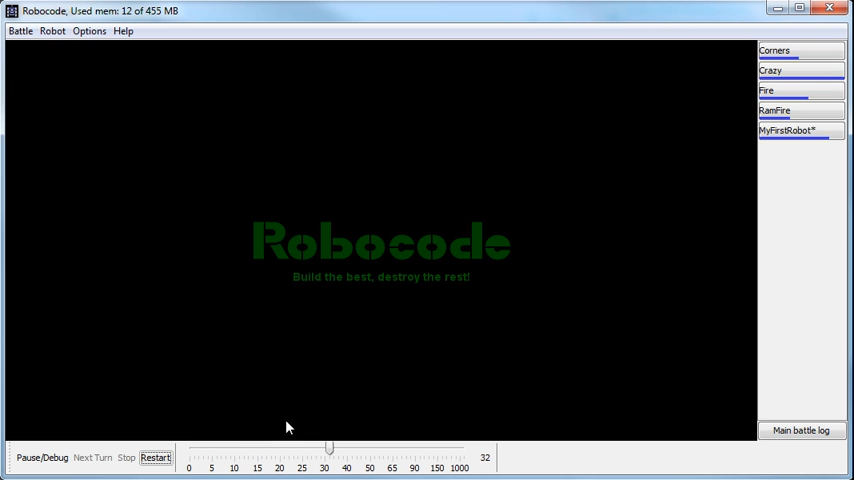 Robocode, Used mem: 12 of 455 MB
Battle Robot Options Help
Corners
Crazy
Fire
RamFire
MyFirstRobot*
Robocode
Build the best, destroy the rest!
Main battle log
Pause/Debug Next Turn Stop Restart
32
0 5 10 15 20 25 30 40 50 65 90 150 1000